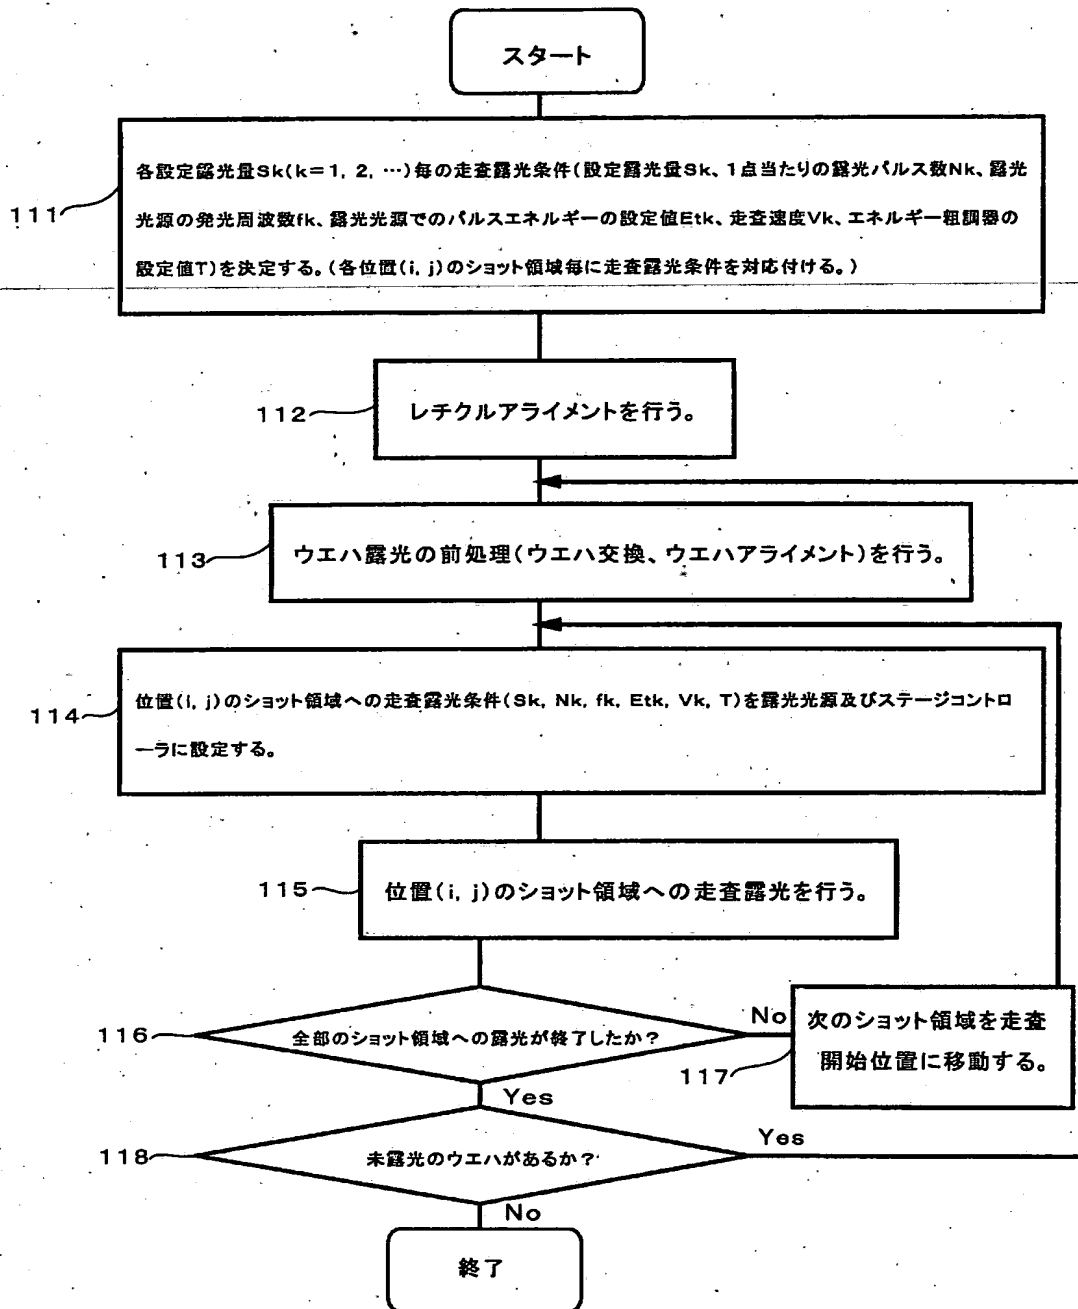 スタート
111
各設定露光量Sk(k=1, 2, …)毎の走査露光条件(設定露光量Sk、1点当たりの露光パルス数Nk、露光
光源の発光周波数fk、露光光源でのパルスエネルギーの設定値Etk、走査速度Vk、エネルギー粗調器の
設定値T)を決定する。(各位置(i, j)のショット領域毎に走査露光条件を対応付ける。)
112
レチクルアライメントを行う。
113
ウエハ露光の前処理(ウエハ交換、ウエハアライメント)を行う。
114
位置(i, j)のショット領域への走査露光条件(Sk, Nk, fk, Etk, Vk, T)を露光光源及びステージコントロ
ーラに設定する。
115
位置(i, j)のショット領域への走査露光を行う。
116
全部のショット領域への露光が終了したか?
No
117
次のショット領域を走査
開始位置に移動する。
Yes
118
未露光のウエハがあるか?
Yes
No
終了